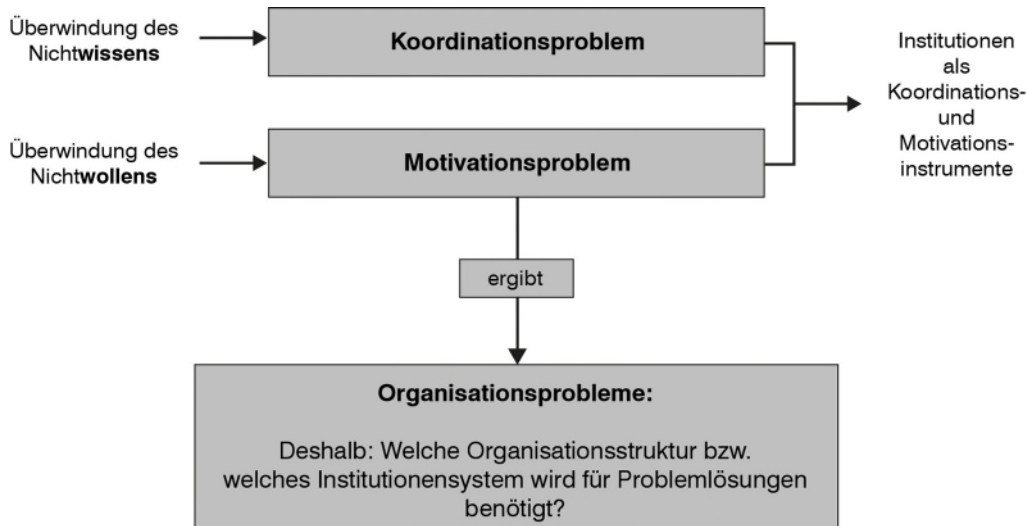 Überwindung des
Nichtwissens
Koordinationsproblem
Institutionen
als
Koordinations-
und
Motivations-
instrumente
Überwindung des
Nichtwollens
Motivationsproblem
ergibt
Organisationsprobleme:
Deshalb: Welche Organisationsstruktur bzw.
welches Institutionensystem wird für Problemlösungen
benötigt?